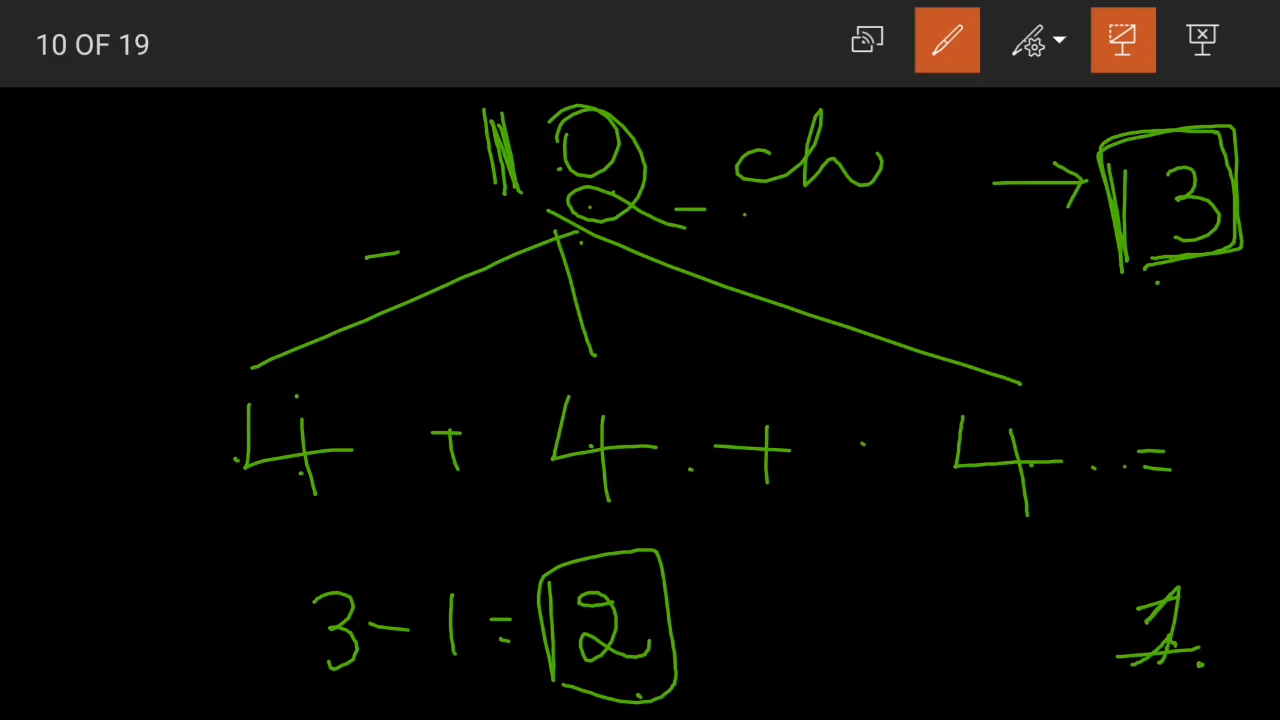 10 OF 19
12 - ch → 13
4 + 4 + 4 =
3 - 1 = 2